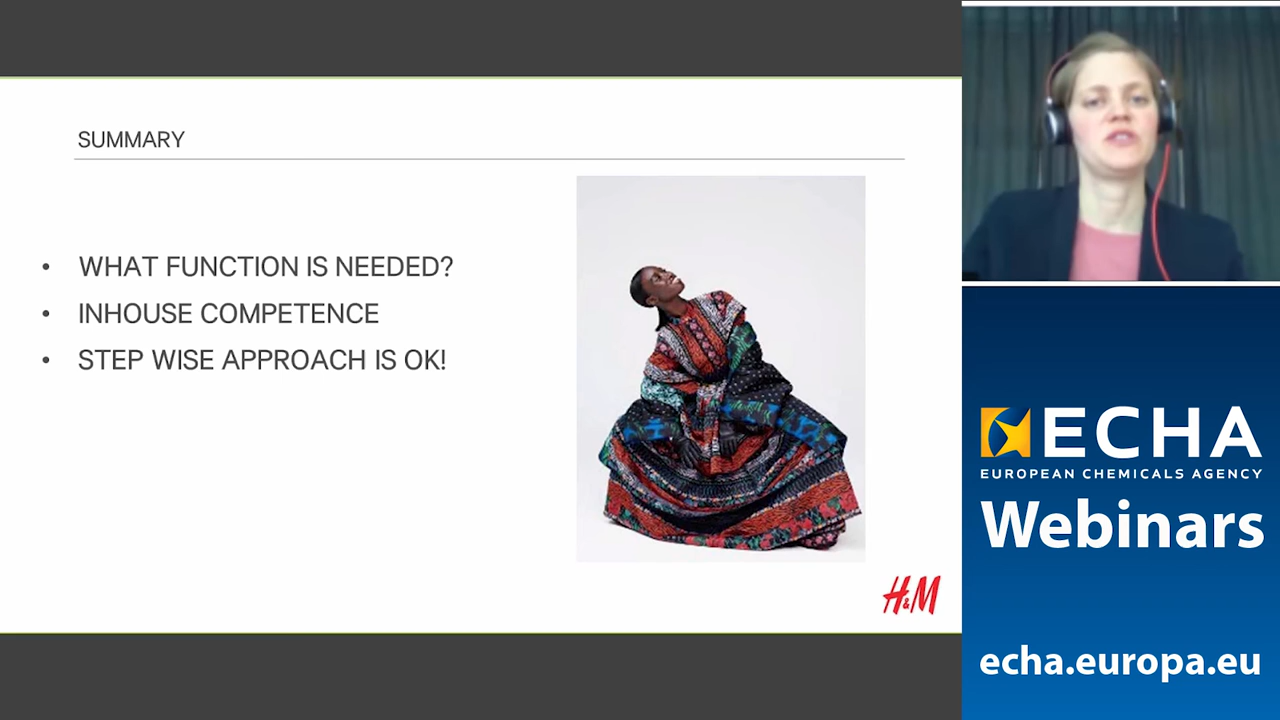 SUMMARY
• WHAT FUNCTION IS NEEDED?
• INHOUSE COMPETENCE
• STEP WISE APPROACH IS OK!
H&M
ECHA
EUROPEAN CHEMICALS AGENCY
Webinars
echa.europa.eu